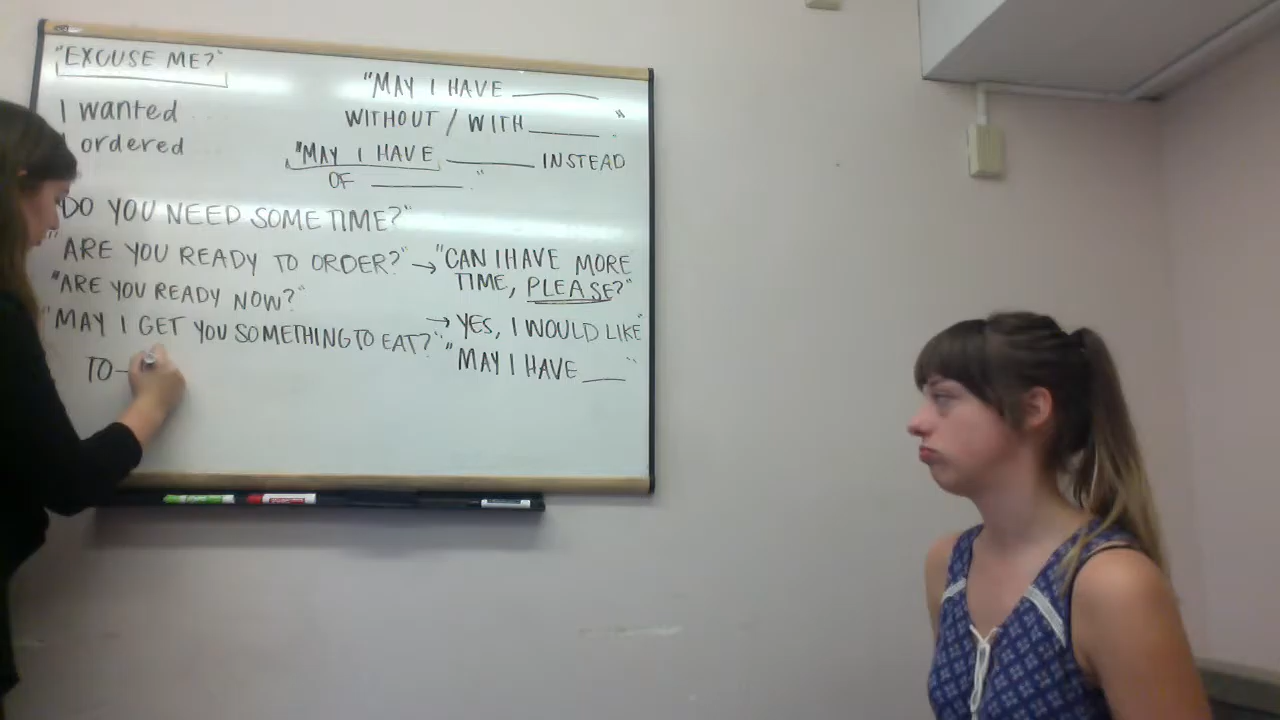 "EXCUSE ME?"
I wanted
I ordered
"MAY I HAVE ______
WITHOUT / WITH ______."
"MAY I HAVE ______ INSTEAD
OF ______."
"DO YOU NEED SOME TIME?"
"ARE YOU READY TO ORDER?" → "CAN I HAVE MORE
TIME, PLEASE?"
"ARE YOU READY NOW?"
"MAY I GET YOU SOMETHING TO EAT?"
→ YES, I WOULD LIKE"
"MAY I HAVE ____"
TO-